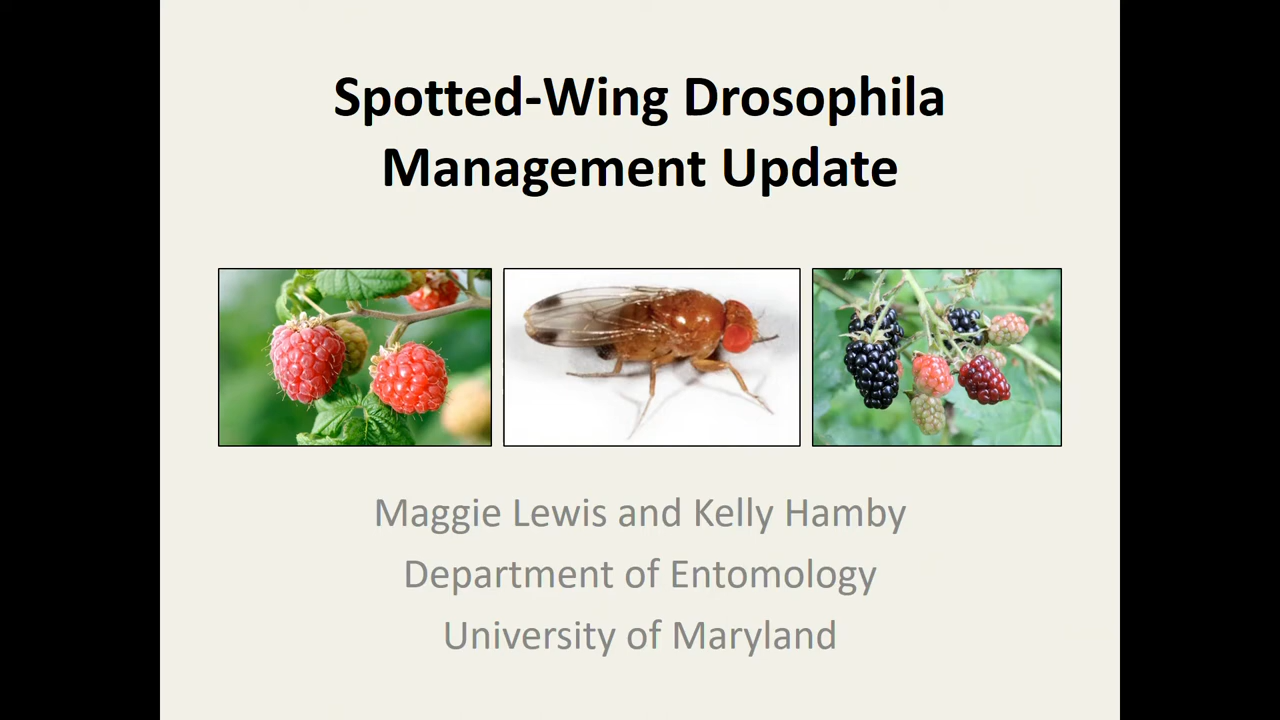 Spotted-Wing Drosophila
Management Update
Maggie Lewis and Kelly Hamby
Department of Entomology
University of Maryland